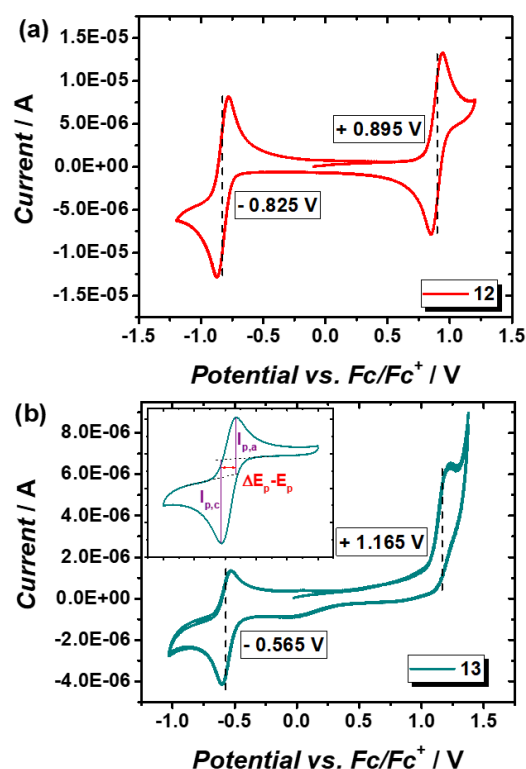 (a)
1.5E-05
1.0E-05
5.0E-06
0.0E+00
-5.0E-06
-1.0E-05
-1.5E-05
Current / A
+ 0.895 V
- 0.825 V
12
-1.0 -0.5 0.0 0.5 1.0 1.5
Potential vs. Fc/Fc+ / V
(b)
8.0E-06
6.0E-06
4.0E-06
2.0E-06
0.0E+00
-2.0E-06
-4.0E-06
Current / A
Ip,a
ΔEp-Ep
Ip,c
+ 1.165 V
- 0.565 V
13
-1.0 -0.5 0.0 0.5 1.0 1.5
Potential vs. Fc/Fc+ / V